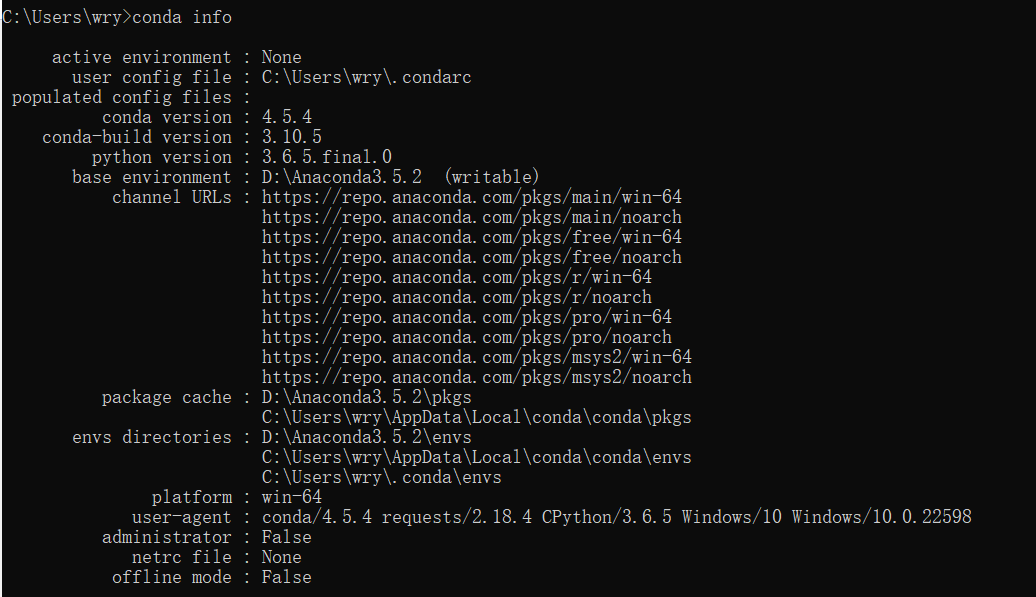 C:\Users\wry>conda info
active environment : None
user config file : C:\Users\wry\.condarc
populated config files :
conda version : 4.5.4
conda-build version : 3.10.5
python version : 3.6.5.final.0
base environment : D:\Anaconda3.5.2  (writable)
channel URLs : https://repo.anaconda.com/pkgs/main/win-64
https://repo.anaconda.com/pkgs/main/noarch
https://repo.anaconda.com/pkgs/free/win-64
https://repo.anaconda.com/pkgs/free/noarch
https://repo.anaconda.com/pkgs/r/win-64
https://repo.anaconda.com/pkgs/r/noarch
https://repo.anaconda.com/pkgs/pro/win-64
https://repo.anaconda.com/pkgs/pro/noarch
https://repo.anaconda.com/pkgs/msys2/win-64
https://repo.anaconda.com/pkgs/msys2/noarch
package cache : D:\Anaconda3.5.2\pkgs
C:\Users\wry\AppData\Local\conda\conda\pkgs
envs directories : D:\Anaconda3.5.2\envs
C:\Users\wry\AppData\Local\conda\conda\envs
C:\Users\wry\.conda\envs
platform : win-64
user-agent : conda/4.5.4 requests/2.18.4 CPython/3.6.5 Windows/10 Windows/10.0.22598
administrator : False
netrc file : None
offline mode : False